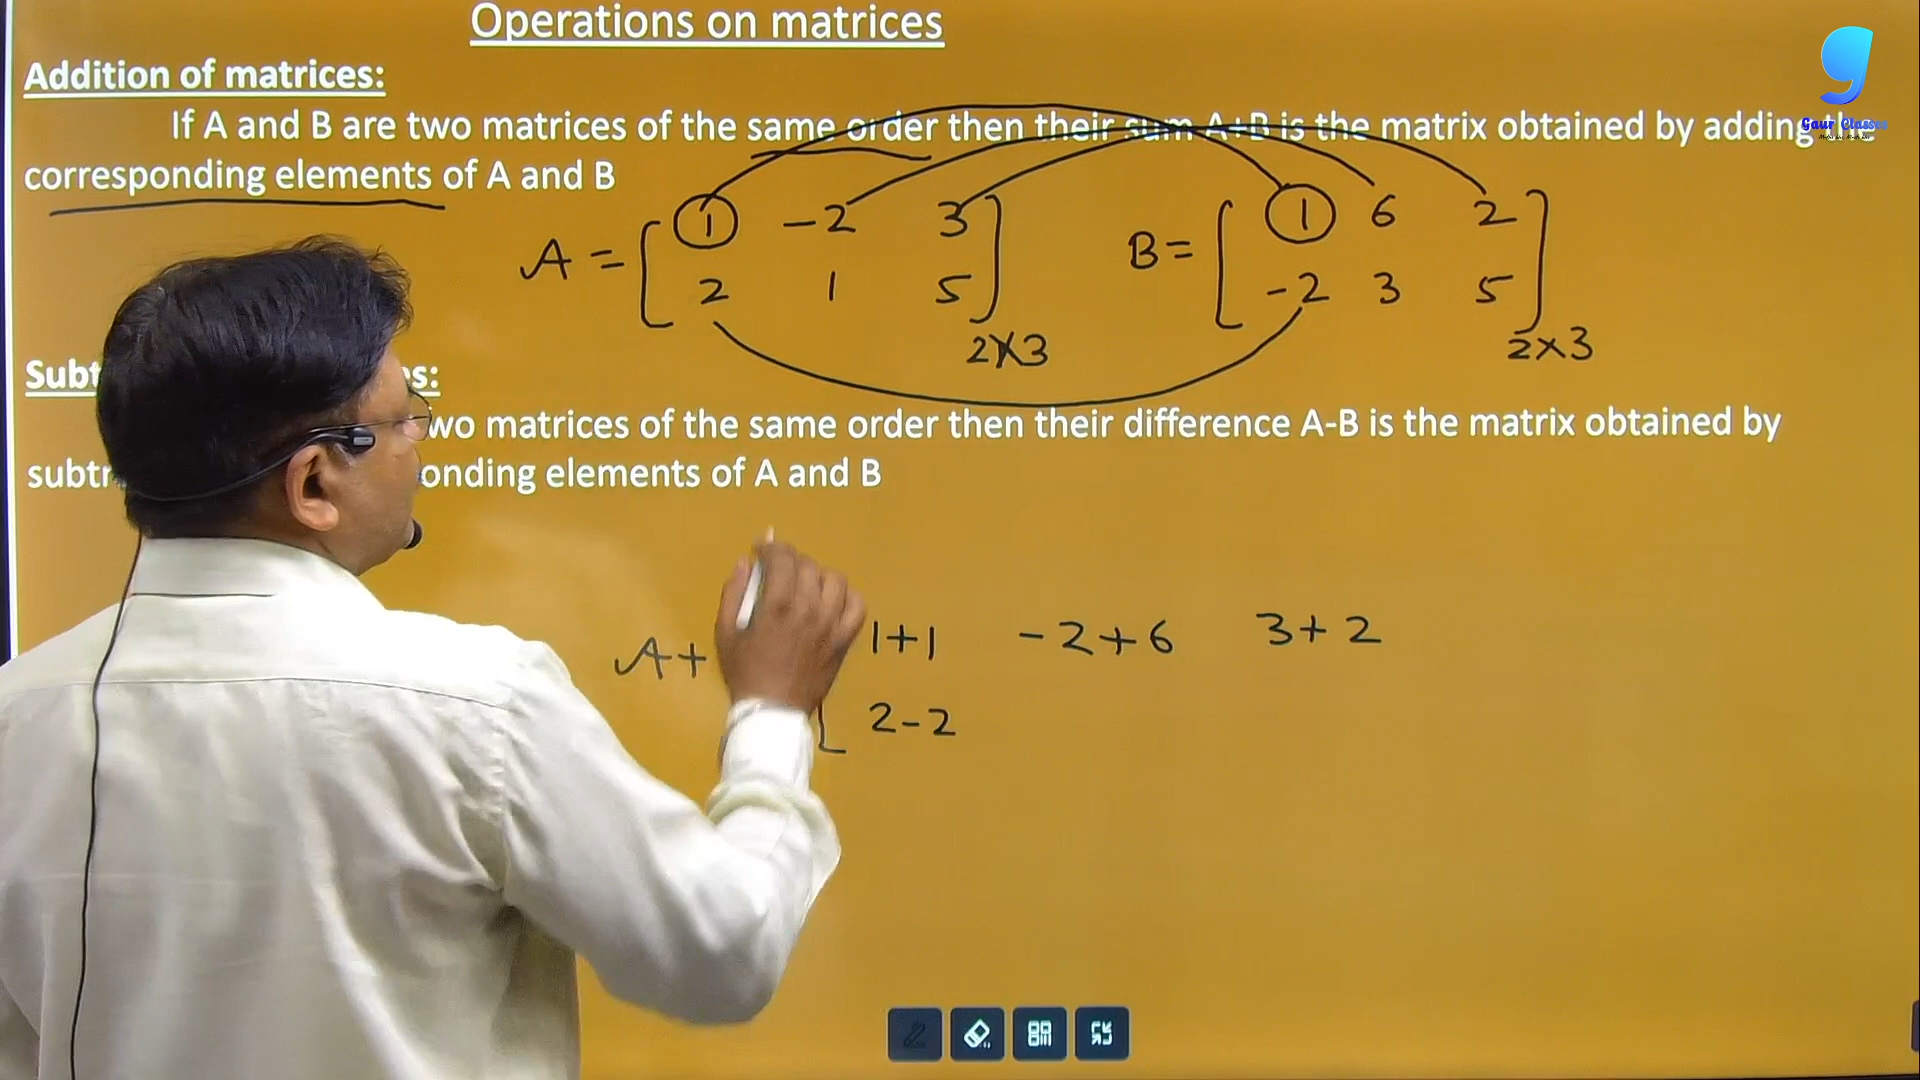 Operations on matrices
Addition of matrices:
If A and B are two matrices of the same order then their sum A+B is the matrix obtained by adding the
corresponding elements of A and B
A = [ 1 -2 3 ] B = [ 1 6 2 ]
2 1 5 -2 3 5
2×3 2×3
wo matrices of the same order then their difference A-B is the matrix obtained by
onding elements of A and B
A+ 1+1 -2+6 3+2
[ 2-2
g
Gaur Classes